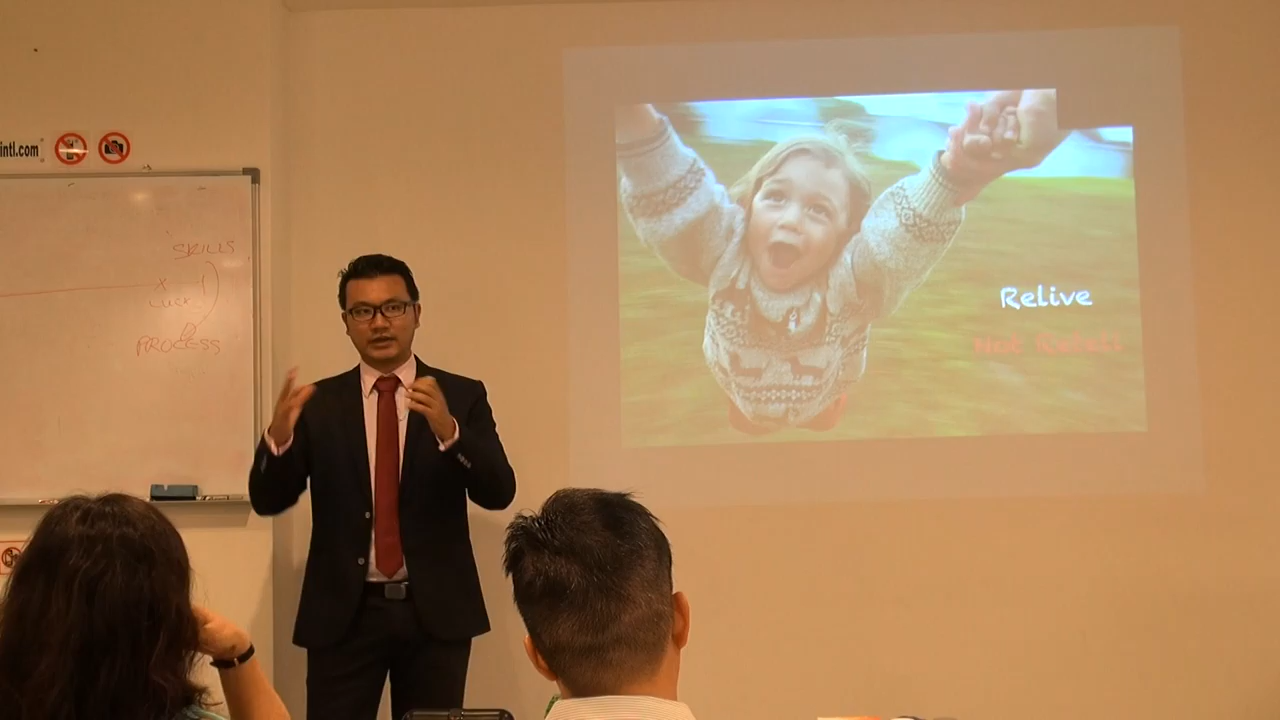 intl.com
SKILLS
x
Luck
PROCESS
Relive
Not Retell